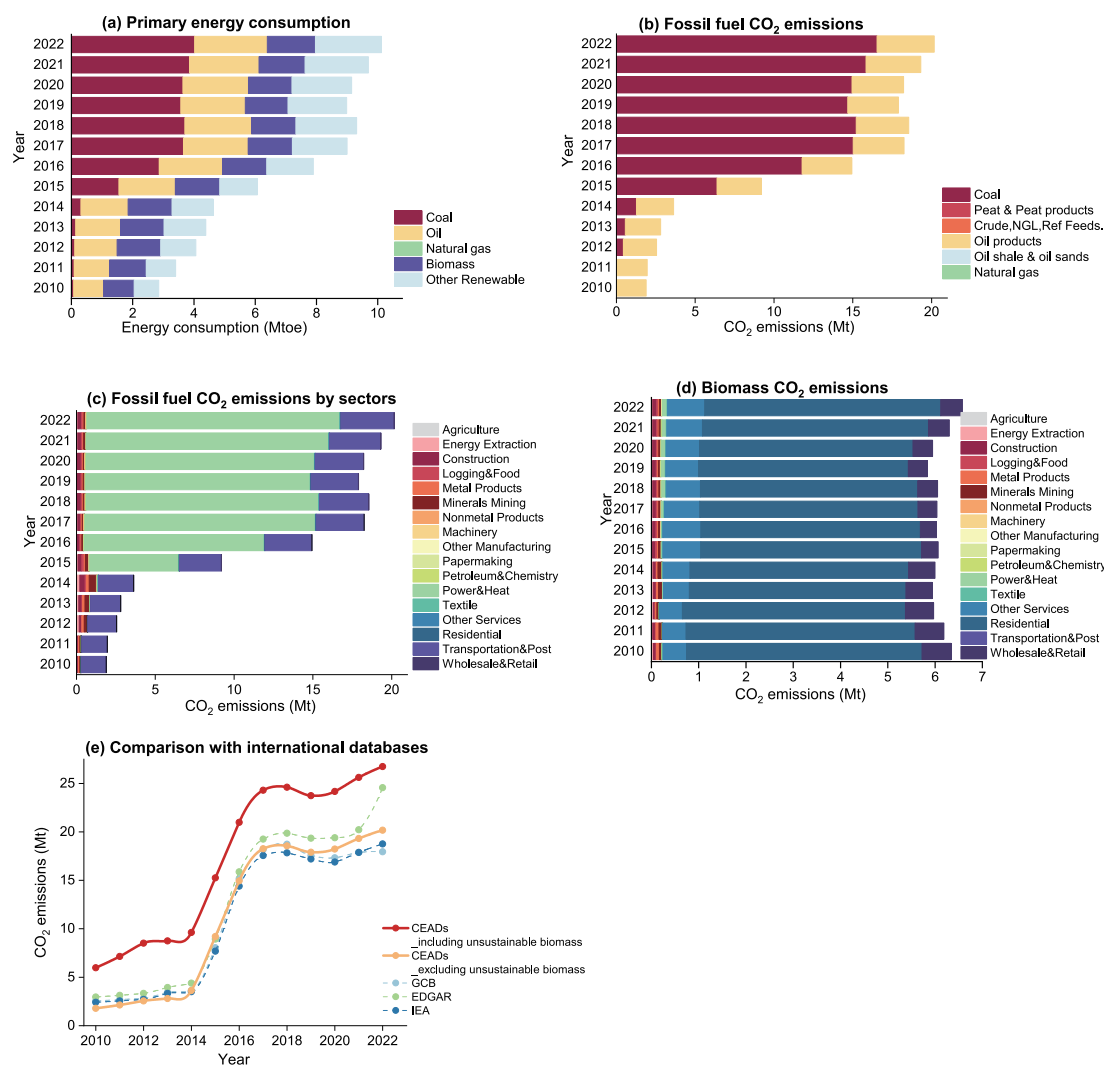 (a) Primary energy consumption
2022
2021
2020
2019
2018
2017
2016
2015
2014
2013
2012
2011
2010
Year
Coal
Oil
Natural gas
Biomass
Other Renewable
0 2 4 6 8 10
Energy consumption (Mtoe)
(b) Fossil fuel CO2 emissions
2022
2021
2020
2019
2018
2017
2016
2015
2014
2013
2012
2011
2010
Year
Coal
Peat & Peat products
Crude,NGL,Ref Feeds.
Oil products
Oil shale & oil sands
Natural gas
0 5 10 15 20
CO2 emissions (Mt)
(c) Fossil fuel CO2 emissions by sectors
2022
2021
2020
2019
2018
2017
2016
2015
2014
2013
2012
2011
2010
Year
Agriculture
Energy Extraction
Construction
Logging&Food
Metal Products
Minerals Mining
Nonmetal Products
Machinery
Other Manufacturing
Papermaking
Petroleum&Chemistry
Power&Heat
Textile
Other Services
Residential
Transportation&Post
Wholesale&Retail
0 5 10 15 20
CO2 emissions (Mt)
(d) Biomass CO2 emissions
2022
2021
2020
2019
2018
2017
2016
2015
2014
2013
2012
2011
2010
Year
Agriculture
Energy Extraction
Construction
Logging&Food
Metal Products
Minerals Mining
Nonmetal Products
Machinery
Other Manufacturing
Papermaking
Petroleum&Chemistry
Power&Heat
Textile
Other Services
Residential
Transportation&Post
Wholesale&Retail
0 1 2 3 4 5 6 7
CO2 emissions (Mt)
(e) Comparison with international databases
25
20
15
10
5
0
CO2 emissions (Mt)
CEADs
_including unsustainable biomass
CEADs
_excluding unsustainable biomass
GCB
EDGAR
IEA
2010 2012 2014 2016 2018 2020 2022
Year